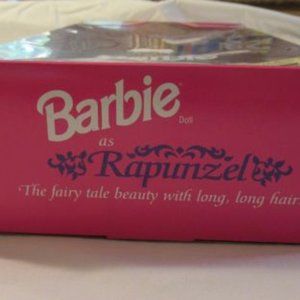 Barbie
Doll
as
Rapunzel
The fairy tale beauty with long, long hair